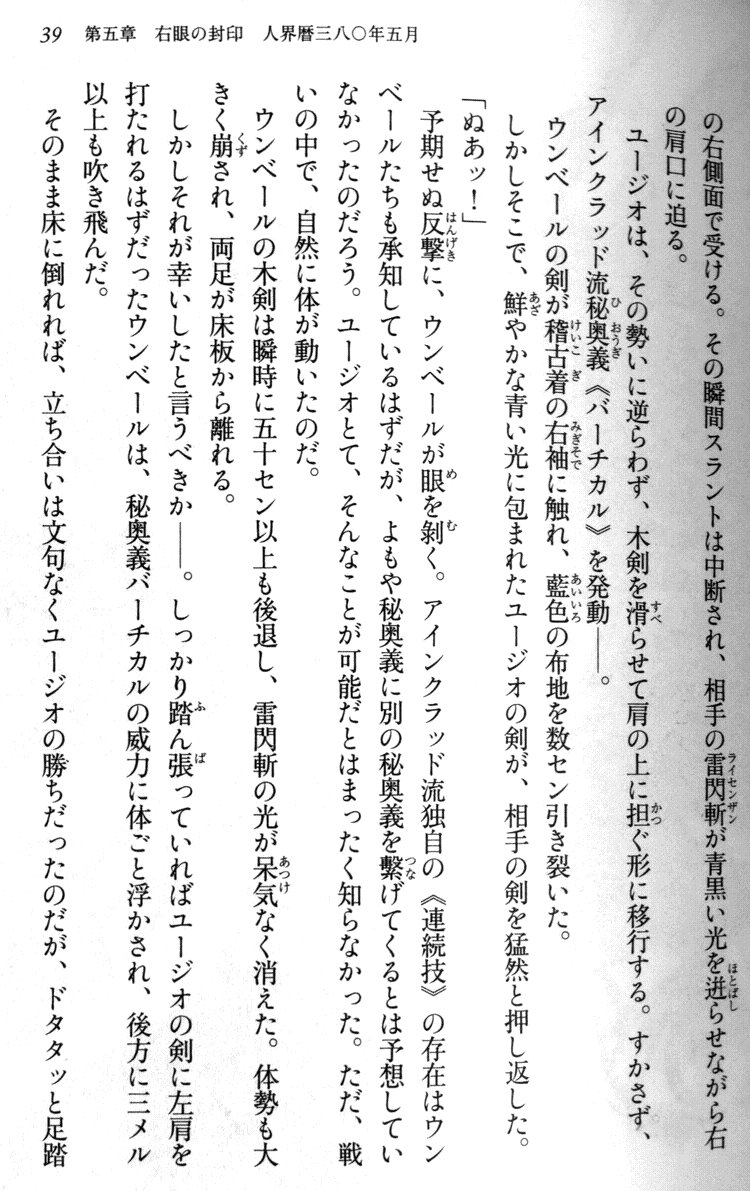 39　第五章　右眼の封印　人界暦三八〇年五月
の右側面で受ける。その瞬間スラントは中断され、相手の雷閃斬が青黒い光を迸らせながら右
の肩口に迫る。
　ユージオは、その勢いに逆らわず、木剣を滑らせて肩の上に担ぐ形に移行する。すかさず、
アインクラッド流秘奥義《バーチカル》を発動――。
　ウンベールの剣が稽古着の右袖に触れ、藍色の布地を数セン引き裂いた。
　しかしそこで、鮮やかな青い光に包まれたユージオの剣が、相手の剣を猛然と押し返した。
「ぬあッ！」
　予期せぬ反撃に、ウンベールが眼を剝く。アインクラッド流独自の《連続技》の存在はウン
ベールたちも承知しているはずだが、よもや秘奥義に別の秘奥義を繫げてくるとは予想してい
なかったのだろう。ユージオとて、そんなことが可能だとはまったく知らなかった。ただ、戦
いの中で、自然に体が動いたのだ。
　ウンベールの木剣は瞬時に五十セン以上も後退し、雷閃斬の光が呆気なく消えた。体勢も大
きく崩され、両足が床板から離れる。
　しかしそれが幸いしたと言うべきか――。しっかり踏ん張っていればユージオの剣に左肩を
打たれるはずだったウンベールは、秘奥義バーチカルの威力に体ごと浮かされ、後方に三メル
以上も吹き飛んだ。
　そのまま床に倒れれば、立ち合いは文句なくユージオの勝ちだったのだが、ドタタッと足踏